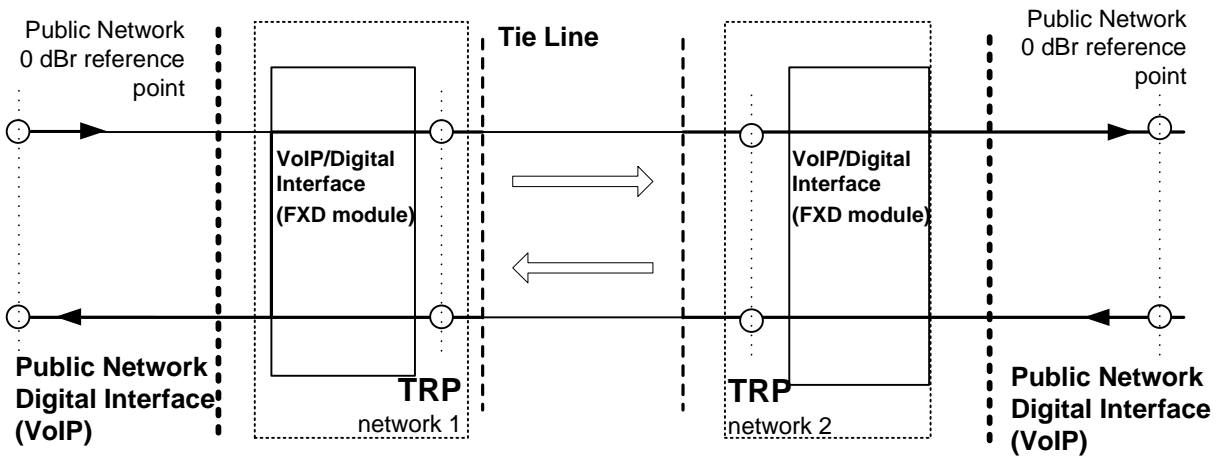 Public Network
0 dBr reference
point
Tie Line
Public Network
0 dBr reference
point
VoIP/Digital
Interface
(FXD module)
VoIP/Digital
Interface
(FXD module)
TRP
network 1
TRP
network 2
Public Network
Digital Interface
(VoIP)
Public Network
Digital Interface
(VoIP)